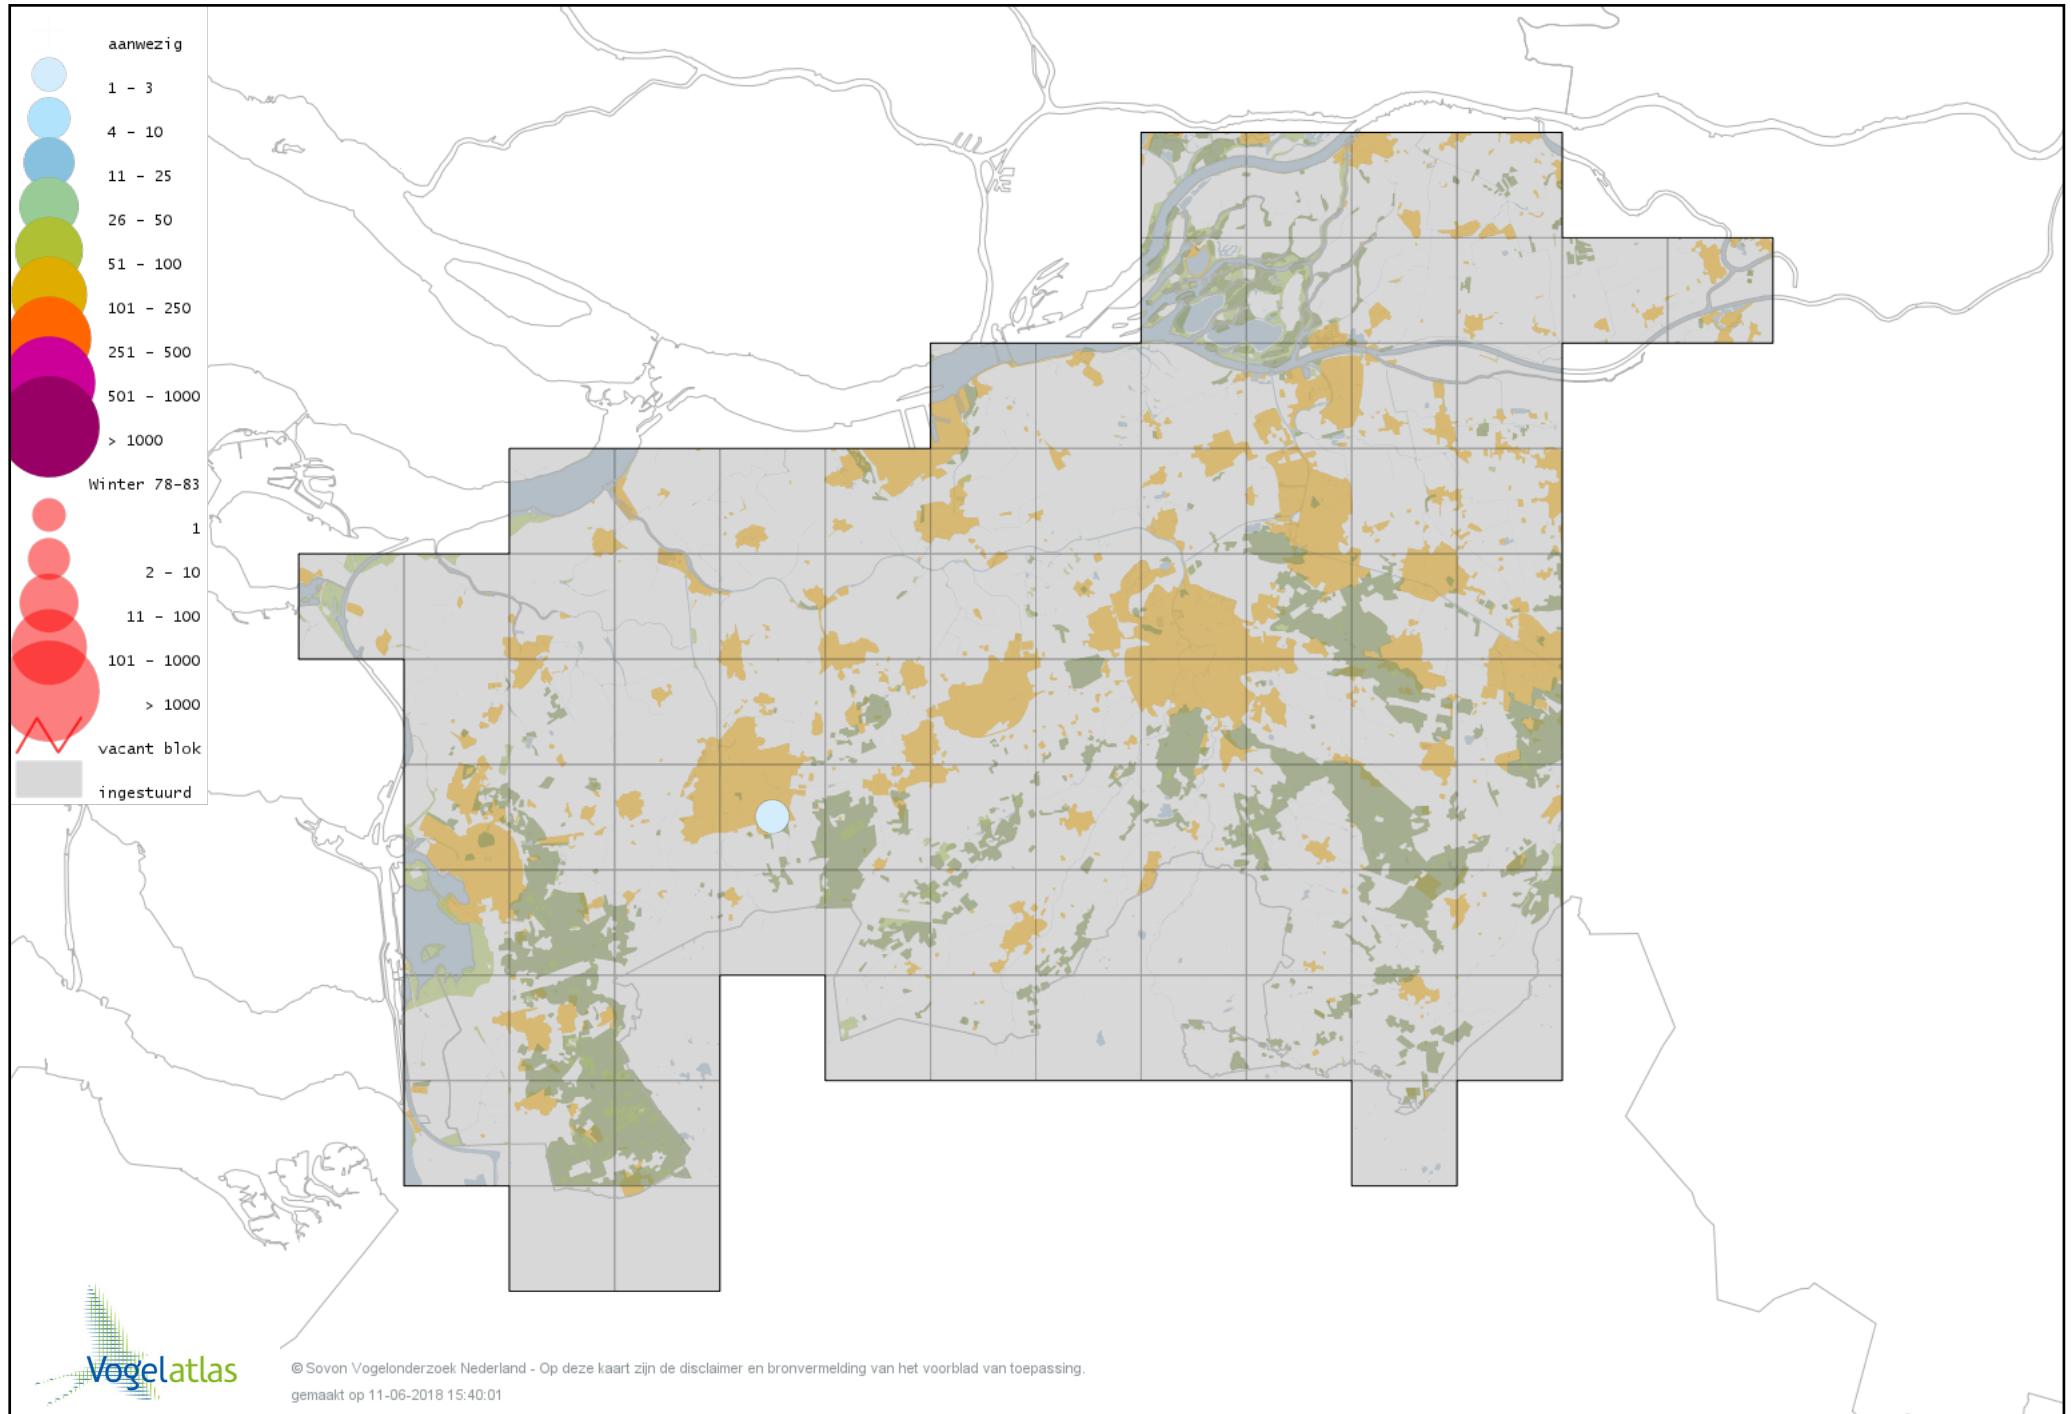 aanwezig
1 - 3
4 - 10
11 - 25
26 - 50
51 - 100
101 - 250
251 - 500
501 - 1000
> 1000
Winter 78-83
1
2 - 10
11 - 100
101 - 1000
> 1000
vacant blok
ingestuurd
Vogelatlas
© Sovon Vogelonderzoek Nederland - Op deze kaart zijn de disclaimer en bronvermelding van het voorblad van toepassing.
gemaakt op 11-06-2018 15:40:01